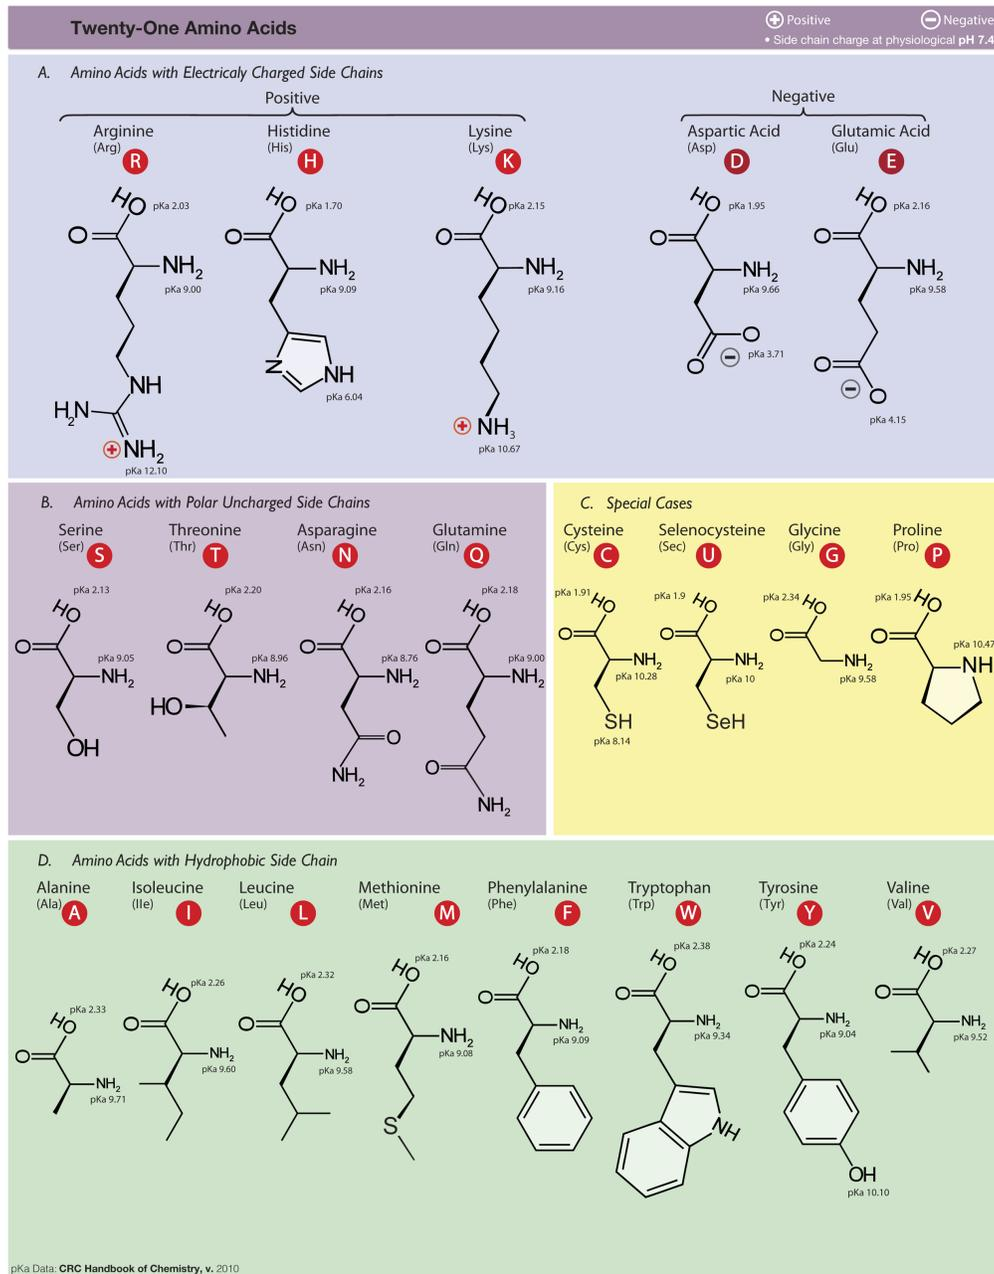 Twenty-One Amino Acids
+ Positive
− Negative
• Side chain charge at physiological pH 7.4
A. Amino Acids with Electricaly Charged Side Chains
Positive
Negative
Arginine
(Arg) R
Histidine
(His) H
Lysine
(Lys) K
Aspartic Acid
(Asp) D
Glutamic Acid
(Glu) E
HO pKa 2.03
O
NH2
pKa 9.00
NH
H2N
+ NH2
pKa 12.10
HO pKa 1.70
O
NH2
pKa 9.09
N
NH
pKa 6.04
HO pKa 2.15
O
NH2
pKa 9.16
+ NH3
pKa 10.67
HO pKa 1.95
O
NH2
pKa 9.66
O
− pKa 3.71
O
HO pKa 2.16
O
NH2
pKa 9.58
O
− O
pKa 4.15
B. Amino Acids with Polar Uncharged Side Chains
Serine
(Ser) S
Threonine
(Thr) T
Asparagine
(Asn) N
Glutamine
(Gln) Q
pKa 2.13
HO
O
pKa 9.05
NH2
OH
pKa 2.20
HO
O
pKa 8.96
NH2
HO
pKa 2.16
HO
O
pKa 8.76
NH2
O
NH2
pKa 2.18
HO
O
pKa 9.00
NH2
O
NH2
C. Special Cases
Cysteine
(Cys) C
Selenocysteine
(Sec) U
Glycine
(Gly) G
Proline
(Pro) P
pKa 1.91 HO
O
NH2
pKa 10.28
SH
pKa 8.14
pKa 1.9 HO
O
NH2
pKa 10
SeH
pKa 2.34 HO
O
NH2
pKa 9.58
pKa 1.95 HO
O
pKa 10.47
NH
D. Amino Acids with Hydrophobic Side Chain
Alanine
(Ala) A
Isoleucine
(Ile) I
Leucine
(Leu) L
Methionine
(Met) M
Phenylalanine
(Phe) F
Tryptophan
(Trp) W
Tyrosine
(Tyr) Y
Valine
(Val) V
pKa 2.33
HO
O
NH2
pKa 9.71
pKa 2.26
HO
O
NH2
pKa 9.60
pKa 2.32
HO
O
NH2
pKa 9.58
pKa 2.16
HO
O
NH2
pKa 9.08
S
pKa 2.18
HO
O
NH2
pKa 9.09
pKa 2.38
HO
O
NH2
pKa 9.34
NH
pKa 2.24
HO
O
NH2
pKa 9.04
OH
pKa 10.10
pKa 2.27
HO
O
NH2
pKa 9.52
pKa Data: CRC Handbook of Chemistry, v. 2010